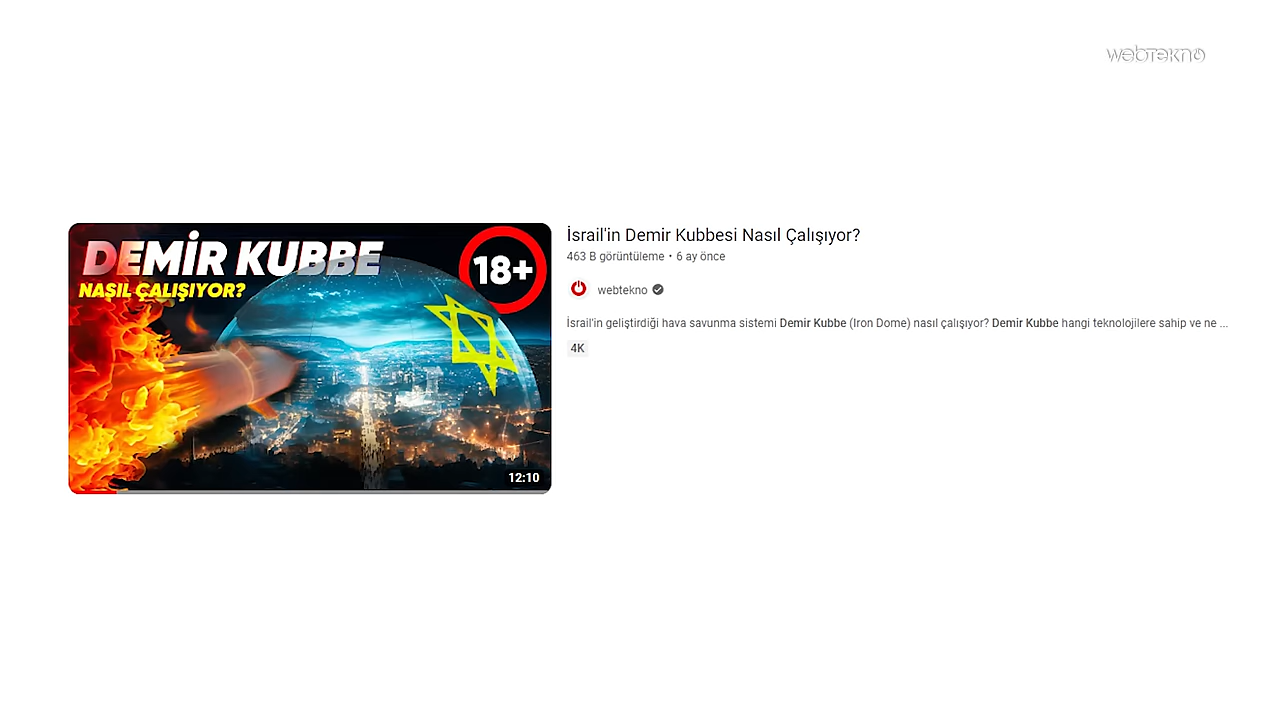 webtekno
DEMİR KUBBE
NASIL ÇALIŞIYOR?
18+
12:10
İsrail'in Demir Kubbesi Nasıl Çalışıyor?
463 B görüntüleme • 6 ay önce
webtekno
İsrail'in geliştirdiği hava savunma sistemi Demir Kubbe (Iron Dome) nasıl çalışıyor? Demir Kubbe hangi teknolojilere sahip ve ne ...
4K